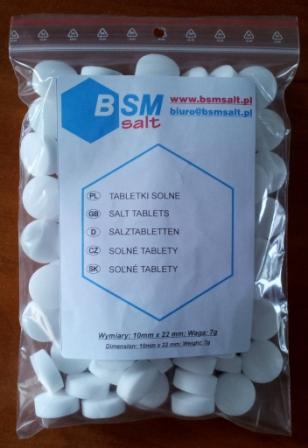 BSM
salt
www.bsmsalt.pl
biuro@bsmsalt.pl
PL TABLETKI SOLNE
GB SALT TABLETS
D SALZTABLETTEN
CZ SOLNÉ TABLETY
SK SOĽNÉ TABLETY
Wymiary: 10mm x 22 mm; Waga: 7g
Dimension: 10mm x 22 mm; Weight: 7g